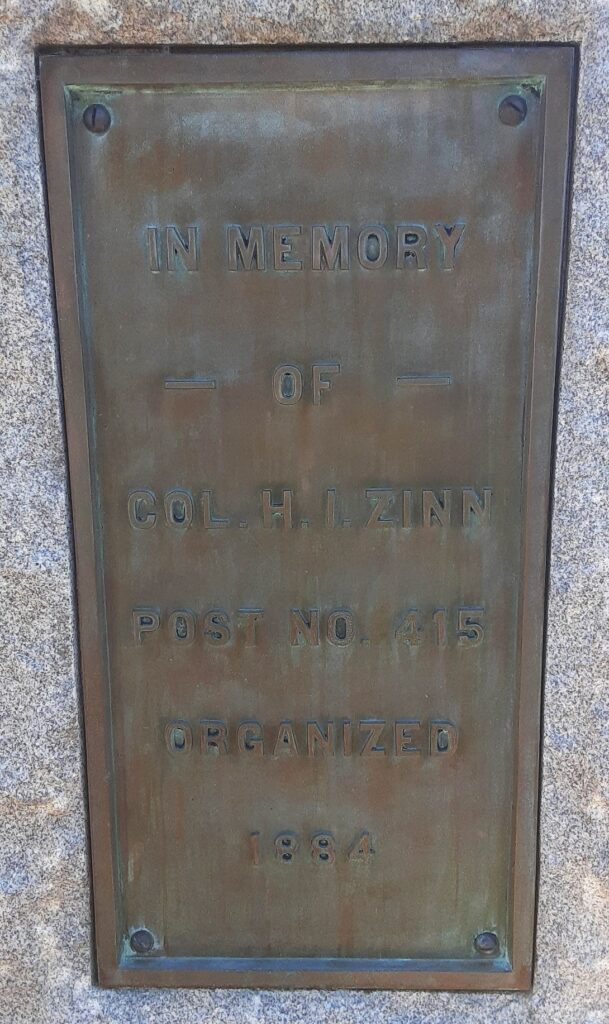 IN MEMORY
— OF —
COL. H. I. ZINN
POST NO. 415
ORGANIZED
1884